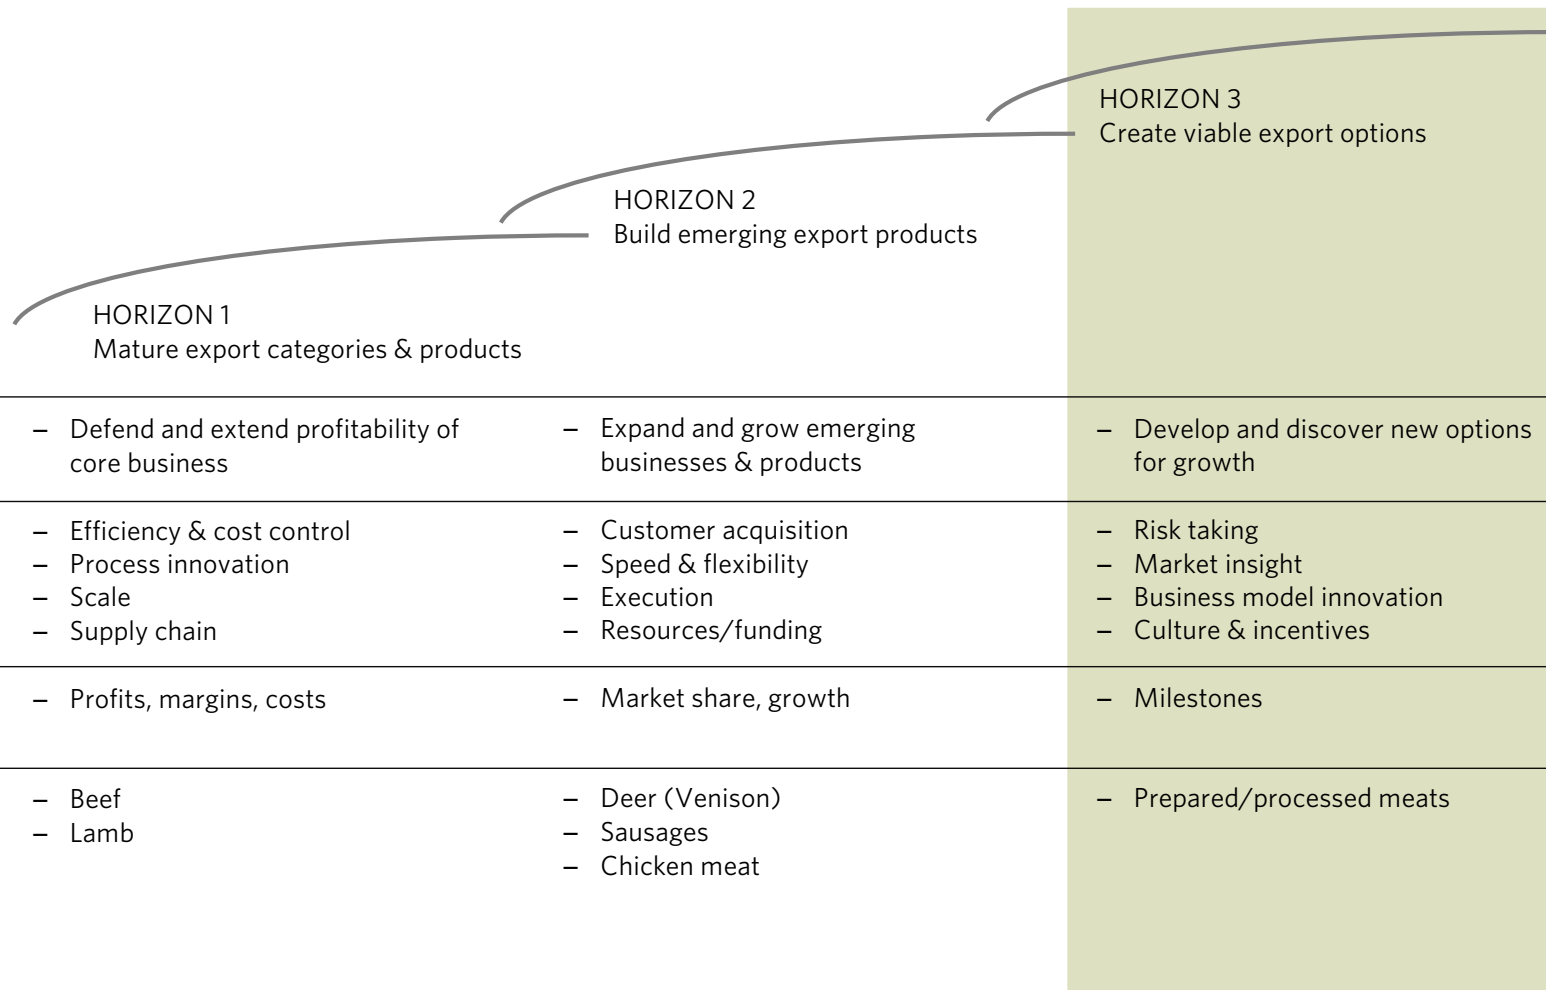 HORIZON 3
Create viable export options
HORIZON 2
Build emerging export products
HORIZON 1
Mature export categories & products
– Defend and extend profitability of
core business
– Expand and grow emerging
businesses & products
– Develop and discover new options
for growth
– Efficiency & cost control
– Process innovation
– Scale
– Supply chain
– Customer acquisition
– Speed & flexibility
– Execution
– Resources/funding
– Risk taking
– Market insight
– Business model innovation
– Culture & incentives
– Profits, margins, costs
– Market share, growth
– Milestones
– Beef
– Lamb
– Deer (Venison)
– Sausages
– Chicken meat
– Prepared/processed meats